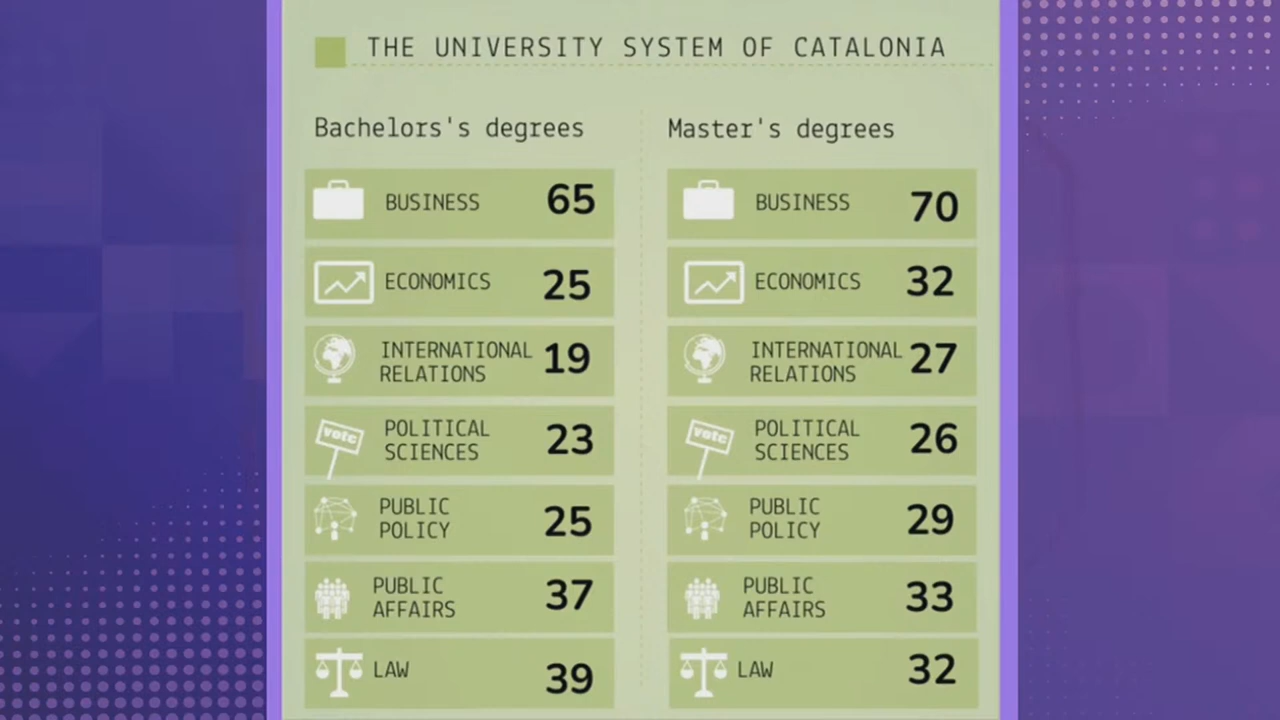 THE UNIVERSITY SYSTEM OF CATALONIA
Bachelors's degrees
BUSINESS 65
ECONOMICS 25
INTERNATIONAL
RELATIONS 19
vote
POLITICAL
SCIENCES 23
PUBLIC
POLICY 25
PUBLIC
AFFAIRS 37
LAW 39
Master's degrees
BUSINESS 70
ECONOMICS 32
INTERNATIONAL
RELATIONS 27
vote
POLITICAL
SCIENCES 26
PUBLIC
POLICY 29
PUBLIC
AFFAIRS 33
LAW 32